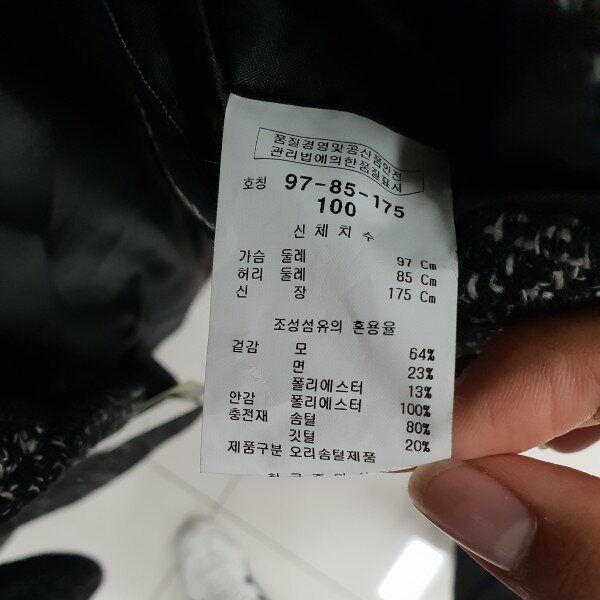 품질경영및공산품안전
관리법에의한품질표시
호칭 97-85-175
100
신체치수
가슴 둘레 97 Cm
허리 둘레 85 Cm
신 장 175 Cm
조성섬유의 혼용율
겉감 모 64%
면 23%
폴리에스터 13%
안감 폴리에스터 100%
충전재 솜털 80%
깃털 20%
제품구분 오리솜털제품